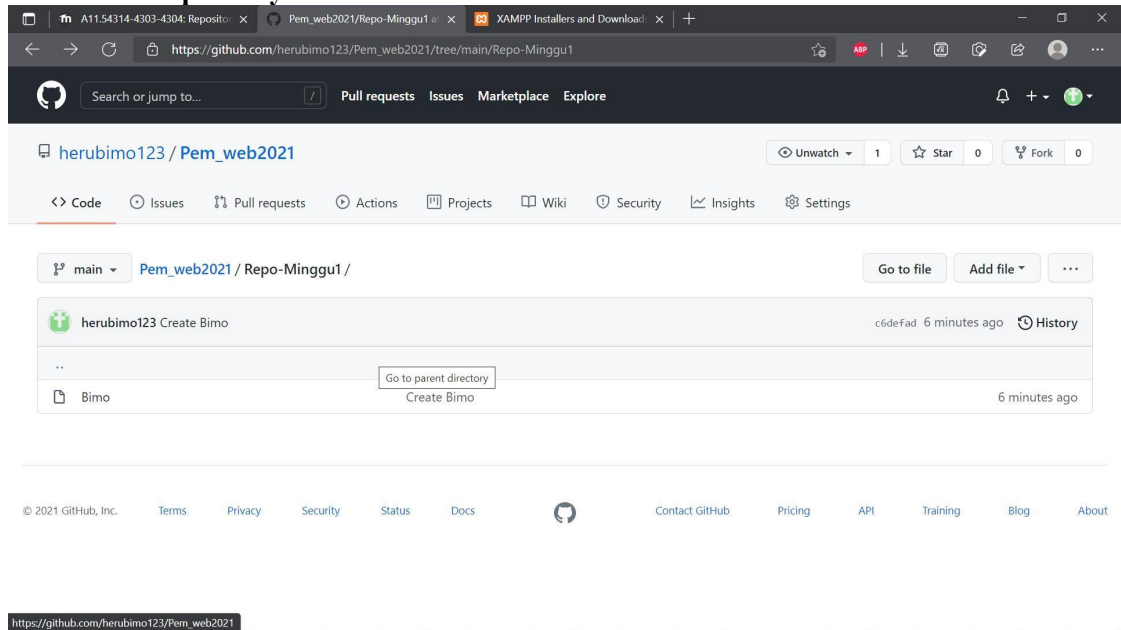 A11.54314-4303-4304: Reposito
Pem_web2021/Repo-Minggu1 a
XAMPP Installers and Download
https://github.com/herubimo123/Pem_web2021/tree/main/Repo-Minggu1
ABP
Search or jump to... / Pull requests Issues Marketplace Explore
herubimo123 / Pem_web2021
Unwatch 1 Star 0 Fork 0
Code Issues Pull requests Actions Projects Wiki Security Insights Settings
main Pem_web2021 / Repo-Minggu1 /
Go to file Add file ...
herubimo123 Create Bimo c6defad 6 minutes ago History
..
Go to parent directory
Bimo Create Bimo 6 minutes ago
© 2021 GitHub, Inc. Terms Privacy Security Status Docs Contact GitHub Pricing API Training Blog About
https://github.com/herubimo123/Pem_web2021